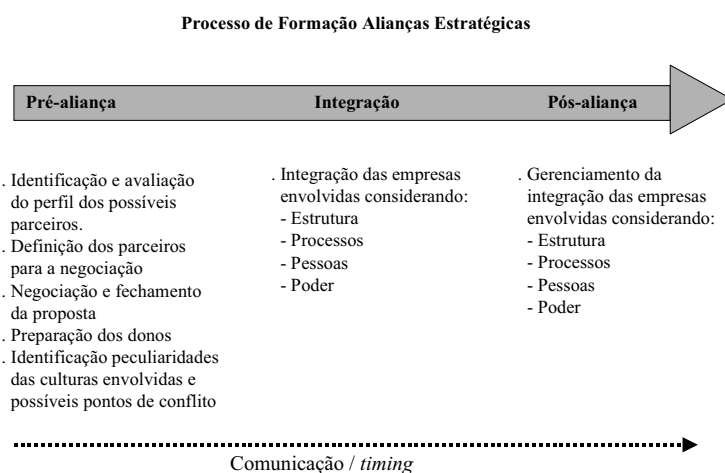 Processo de Formação Alianças Estratégicas
Pré-aliança
Integração
Pós-aliança
. Identificação e avaliação
do perfil dos possíveis
parceiros.
. Definição dos parceiros
para a negociação
. Negociação e fechamento
da proposta
. Preparação dos donos
. Identificação peculiaridades
das culturas envolvidas e
possíveis pontos de conflito
. Integração das empresas
envolvidas considerando:
- Estrutura
- Processos
- Pessoas
- Poder
. Gerenciamento da
integração das empresas
envolvidas considerando:
- Estrutura
- Processos
- Pessoas
- Poder
Comunicação / timing